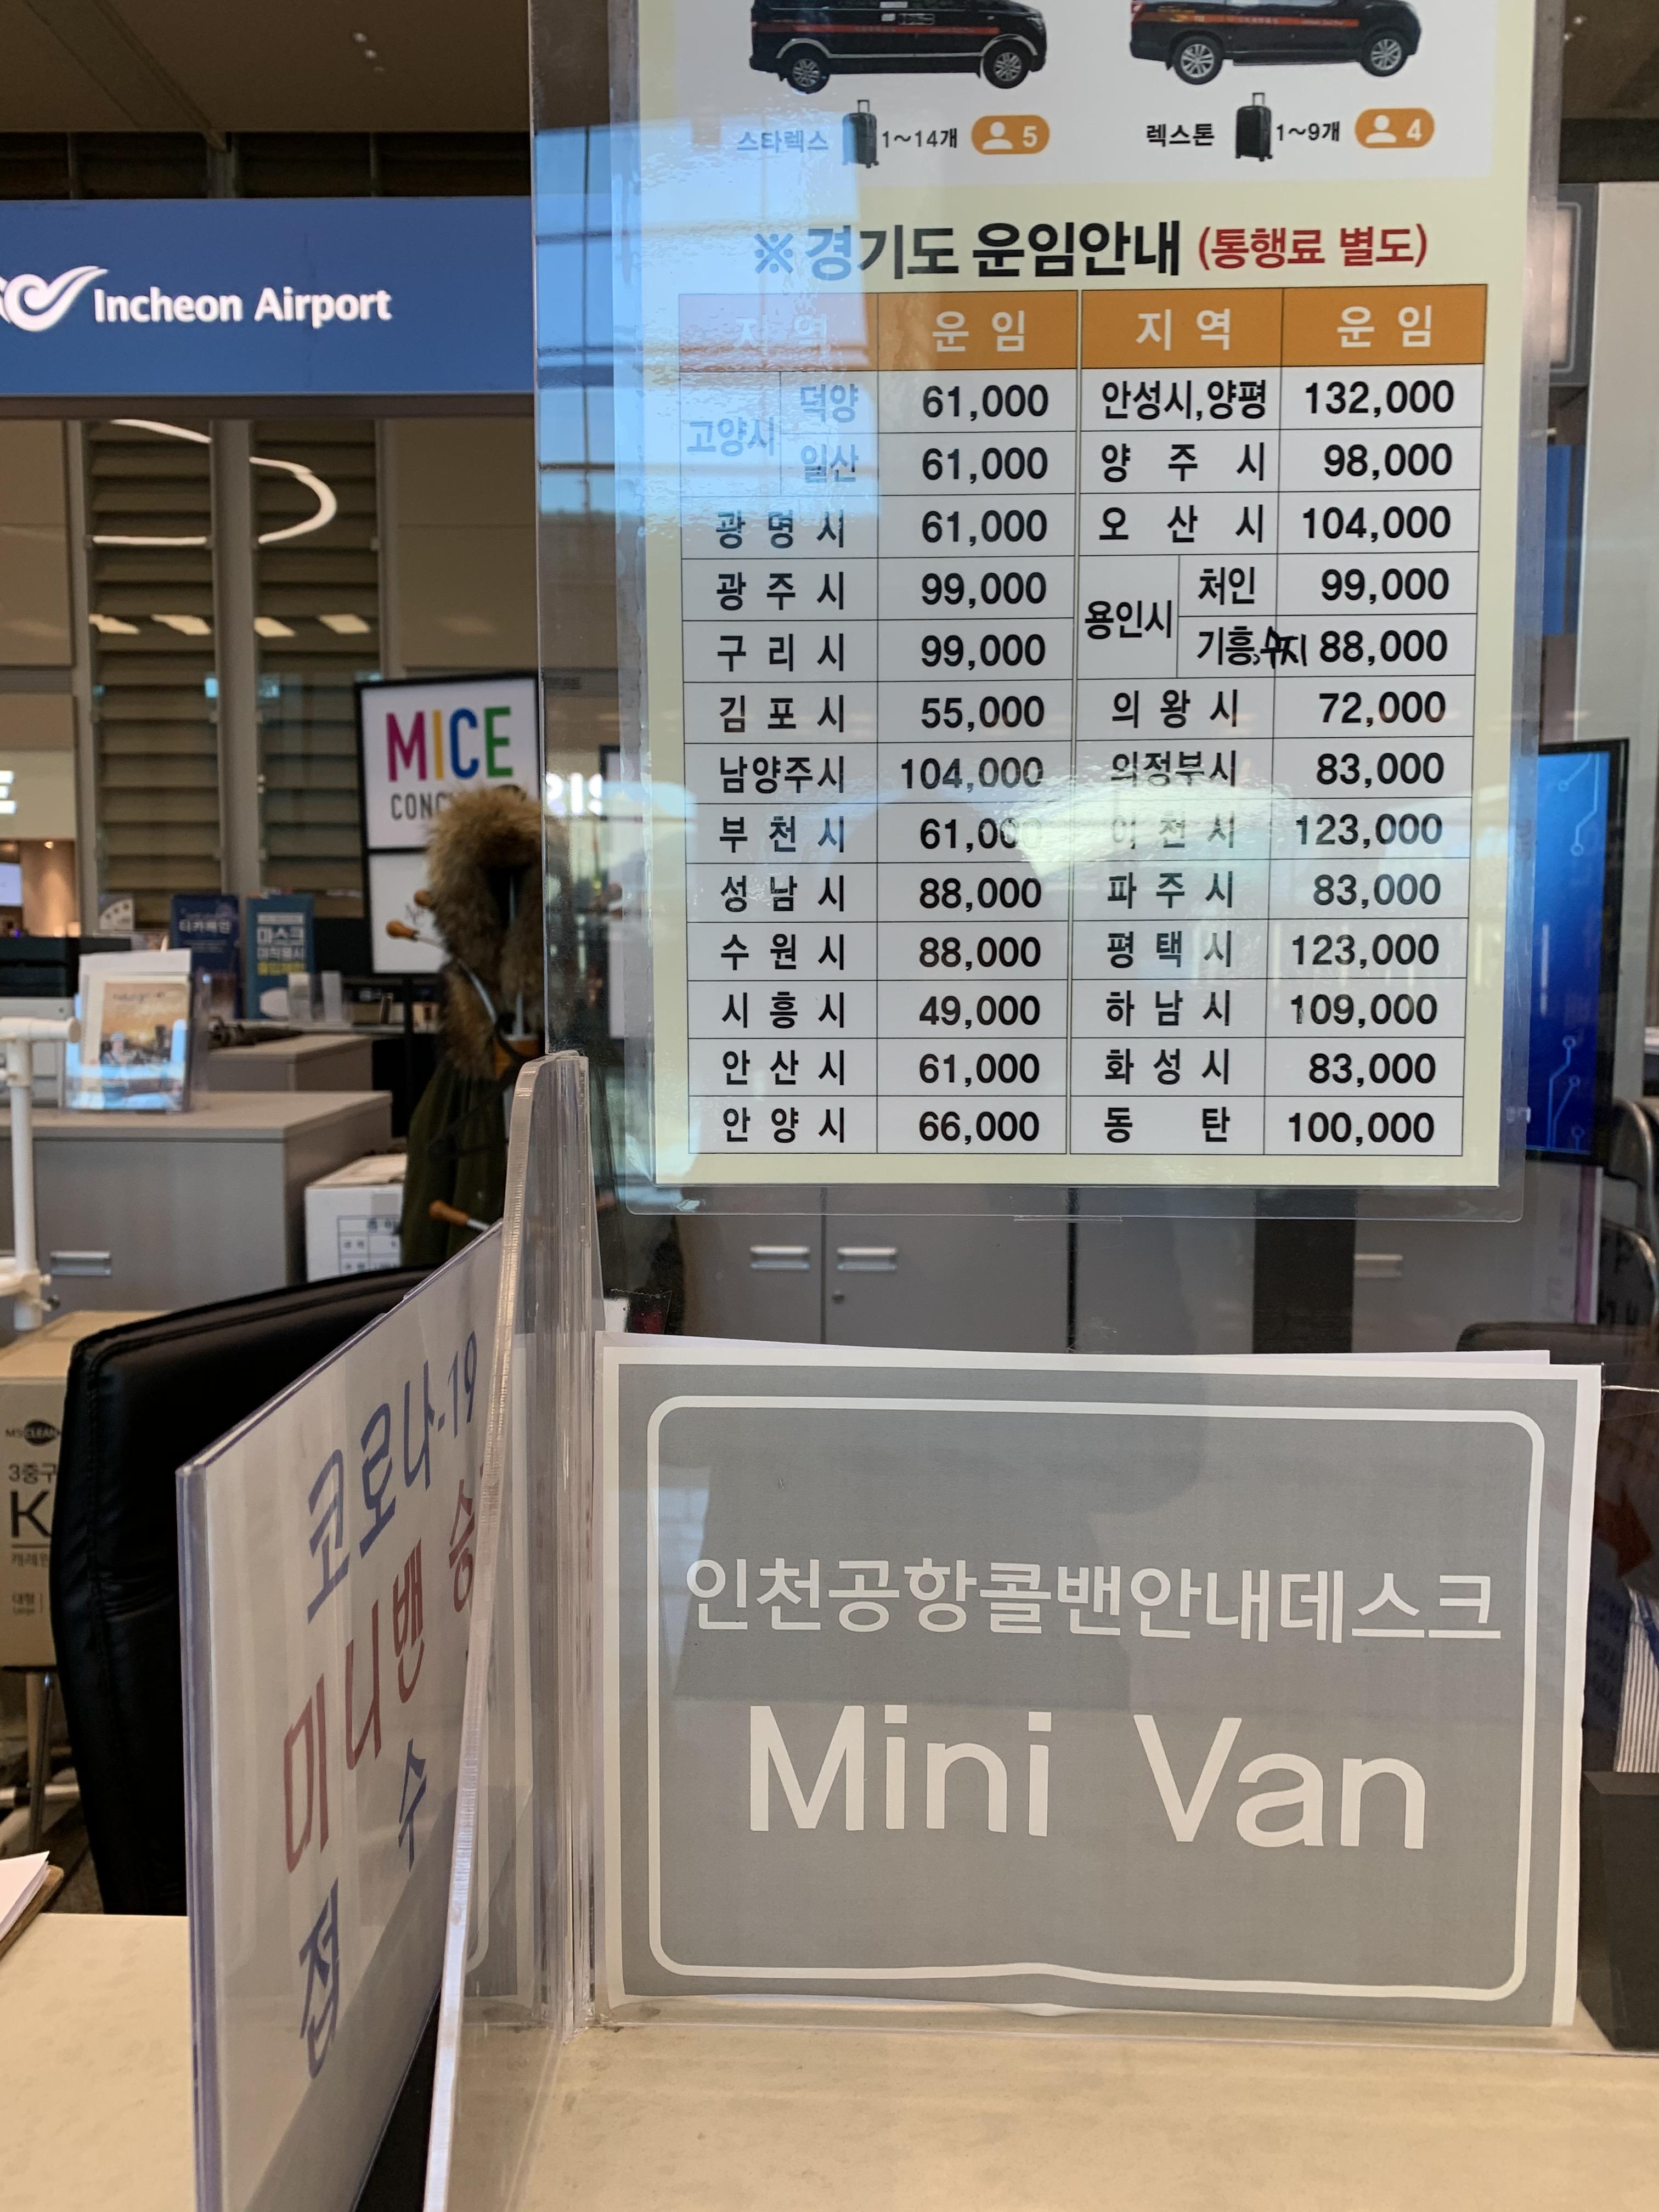 스타렉스 1~14개 5 렉스톤 1~9개 4
※경기도 운임안내 (통행료 별도)
지 역 운 임 지 역 운 임
고양시 덕양 61,000 안성시,양평 132,000
일산 61,000 양 주 시 98,000
광 명 시 61,000 오 산 시 104,000
광 주 시 99,000 용인시 처인 99,000
구 리 시 99,000 기흥,수지 88,000
김 포 시 55,000 의 왕 시 72,000
남양주시 104,000 의정부시 83,000
부 천 시 61,000 이 천 시 123,000
성 남 시 88,000 파 주 시 83,000
수 원 시 88,000 평 택 시 123,000
시 흥 시 49,000 하 남 시 109,000
안 산 시 61,000 화 성 시 83,000
안 양 시 66,000 동 탄 100,000
Incheon Airport
MICE
마스크
코로나-19
미니밴 승
수
접
인천공항콜밴안내데스크
Mini Van
3중구
K